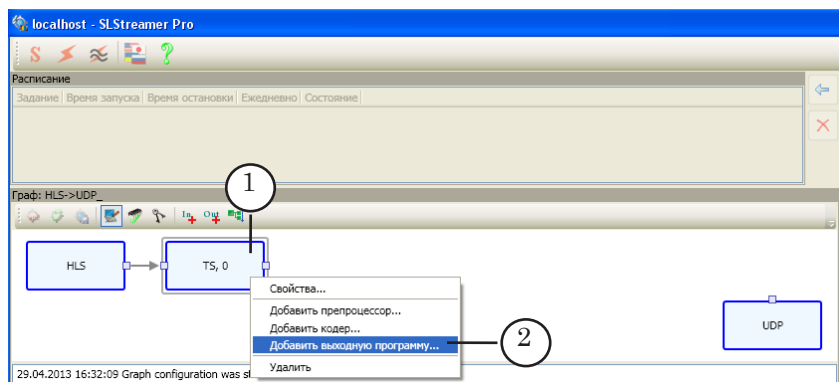 localhost - SLStreamer Pro
S ?
Расписание
Задание Время запуска Время остановки Ежедневно Состояние
1
Граф: HLS->UDP_
In Out
HLS TS, 0
Свойства...
Добавить препроцессор...
Добавить кодер...
Добавить выходную программу... 2
UDP
Удалить
29.04.2013 16:32:09 Graph configuration was